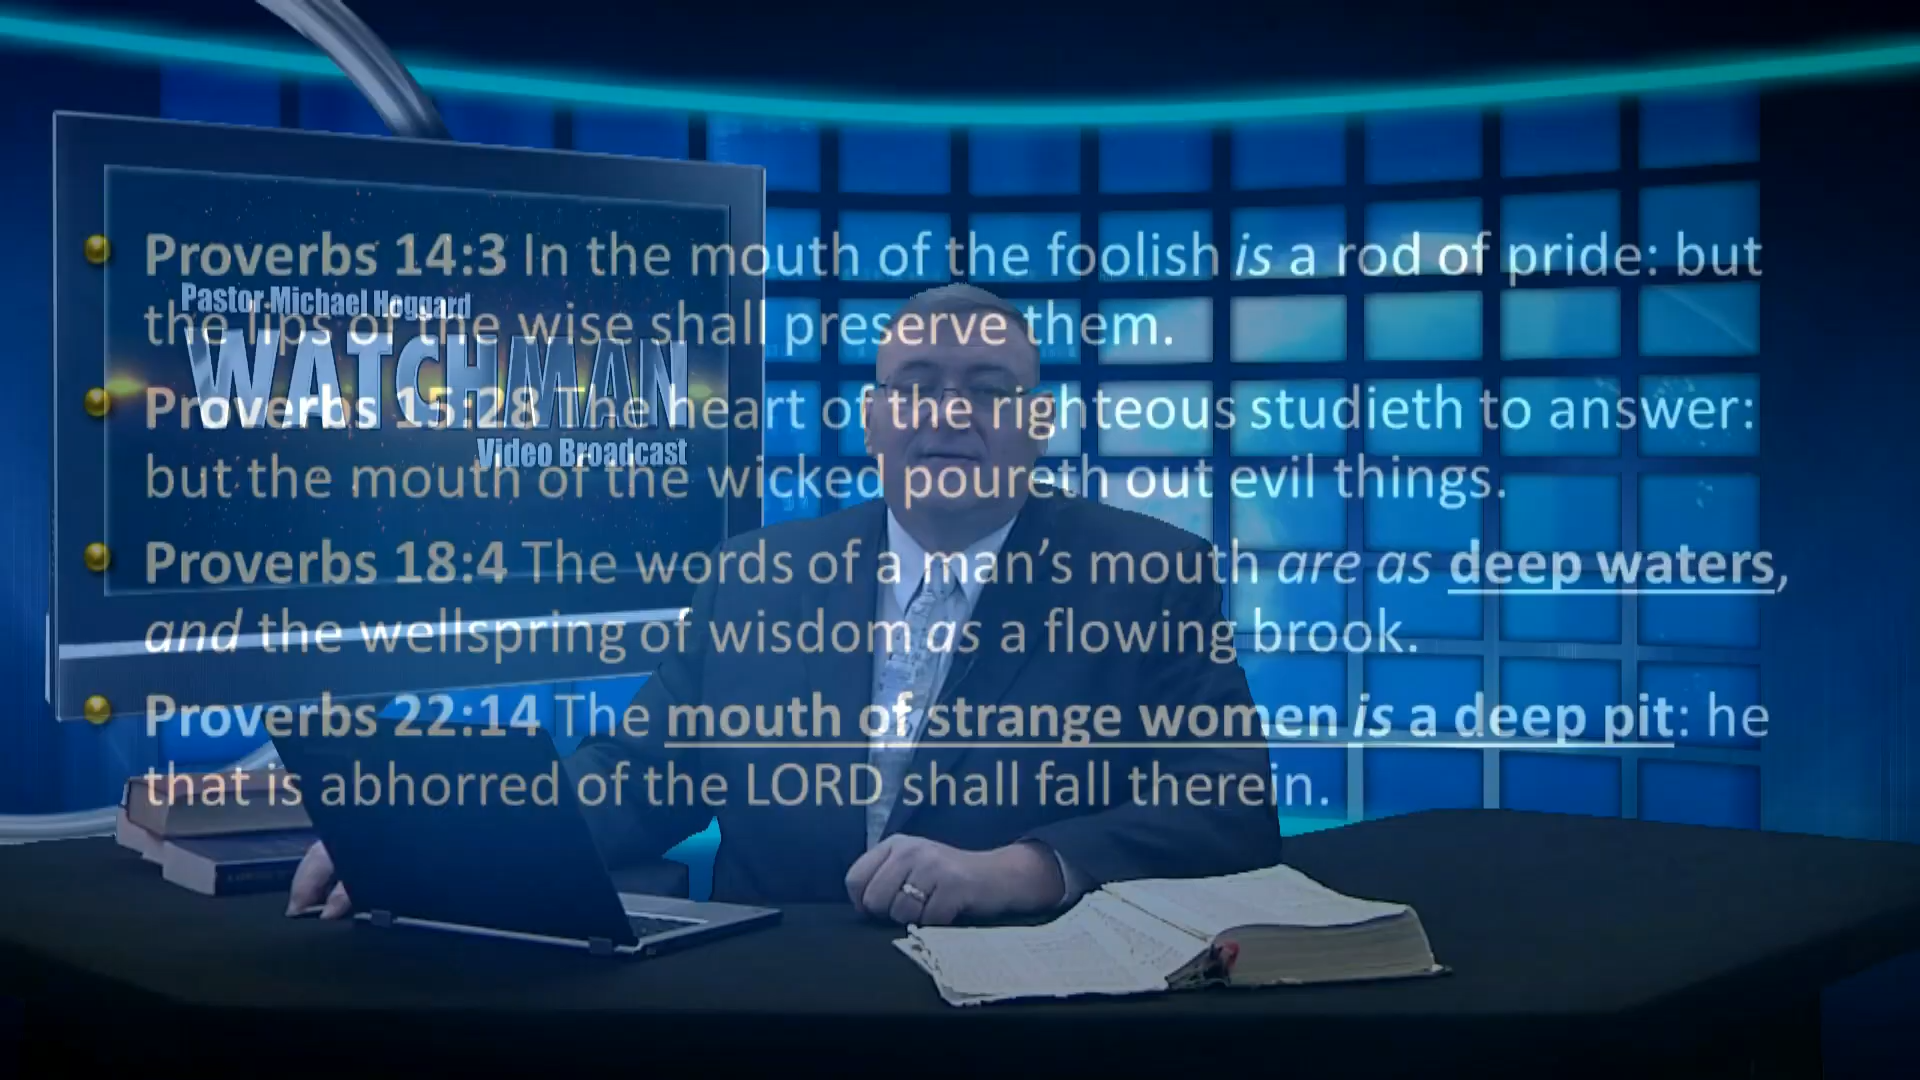 Proverbs 14:3 In the mouth of the foolish is a rod of pride: but
the lips of the wise shall preserve them.
Proverbs 15:28 The heart of the righteous studieth to answer:
but the mouth of the wicked poureth out evil things.
Proverbs 18:4 The words of a man’s mouth are as deep waters,
and the wellspring of wisdom as a flowing brook.
Proverbs 22:14 The mouth of strange women is a deep pit: he
that is abhorred of the LORD shall fall therein.
Pastor Michael Hoggard
WATCHMAN
Video Broadcast